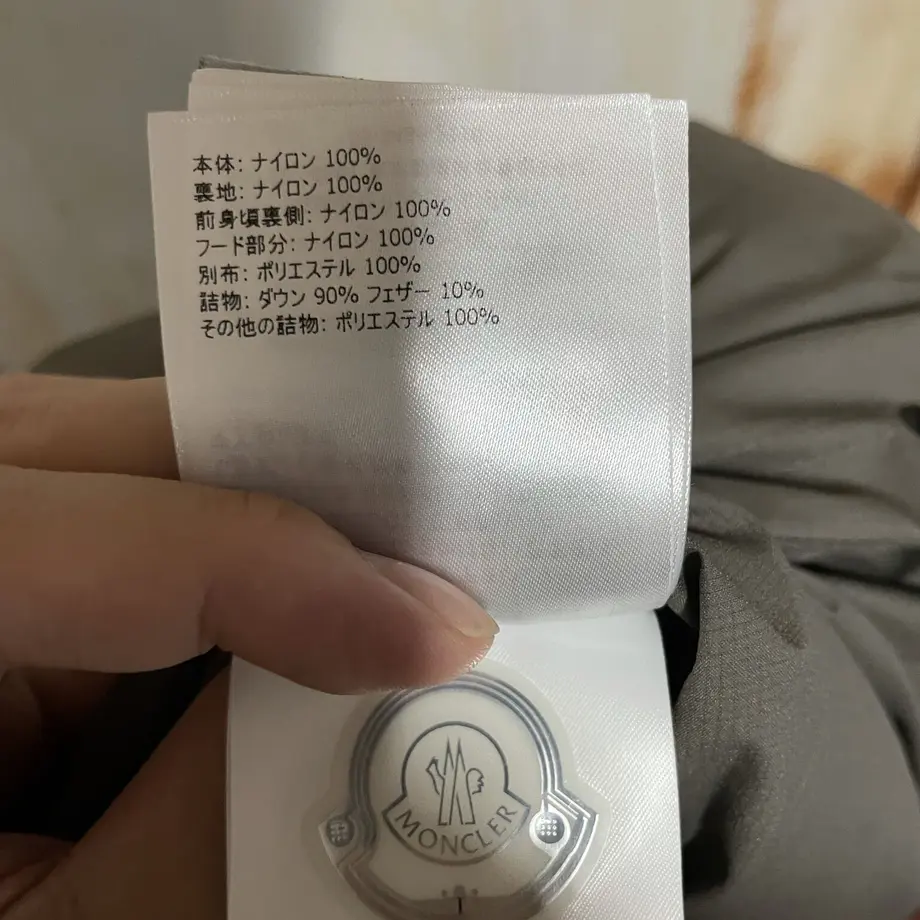 本体: ナイロン 100%
裏地: ナイロン 100%
前身頃裏側: ナイロン 100%
フード部分: ナイロン 100%
別布: ポリエステル 100%
詰物: ダウン 90% フェザー 10%
その他の詰物: ポリエステル 100%
MONCLER